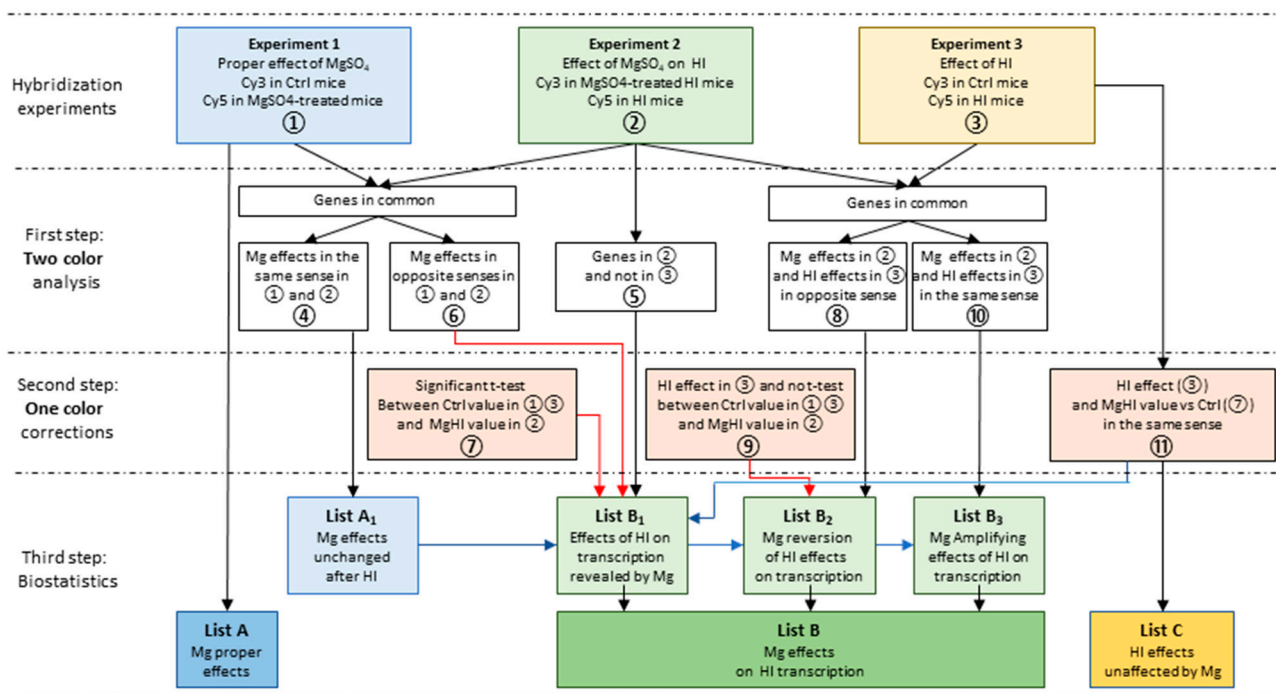 Hybridization
experiments
Experiment 1
Proper effect of MgSO₄
Cy3 in Ctrl mice
Cy5 in MgSO4-treated mice
①
Experiment 2
Effect of MgSO₄ on HI
Cy3 in MgSO4-treated HI mice
Cy5 in HI mice
②
Experiment 3
Effect of HI
Cy3 in Ctrl mice
Cy5 in HI mice
③
First step:
Two color
analysis
Genes in common
Genes in common
Mg effects in the
same sense in
① and ②
④
Mg effects in
opposite senses in
① and ②
⑥
Genes in ②
and not in ③
⑤
Mg effects in ②
and HI effects in ③
in opposite sense
⑧
Mg effects in ②
and HI effects in ③
in the same sense
⑩
Second step:
One color
corrections
Significant t-test
Between Ctrl value in ①③
and MgHI value in ②
⑦
HI effect in ③ and not-test
between Ctrl value in ①③
and MgHI value in ②
⑨
HI effect (③)
and MgHI value vs Ctrl (⑦)
in the same sense
⑪
Third step:
Biostatistics
List A₁
Mg effects
unchanged
after HI
List B₁
Effects of HI on
transcription
revealed by Mg
List B₂
Mg reversion
of HI effects
on transcription
List B₃
Mg Amplifying
effects of HI on
transcription
List A
Mg proper
effects
List B
Mg effects
on HI transcription
List C
HI effects
unaffected by Mg